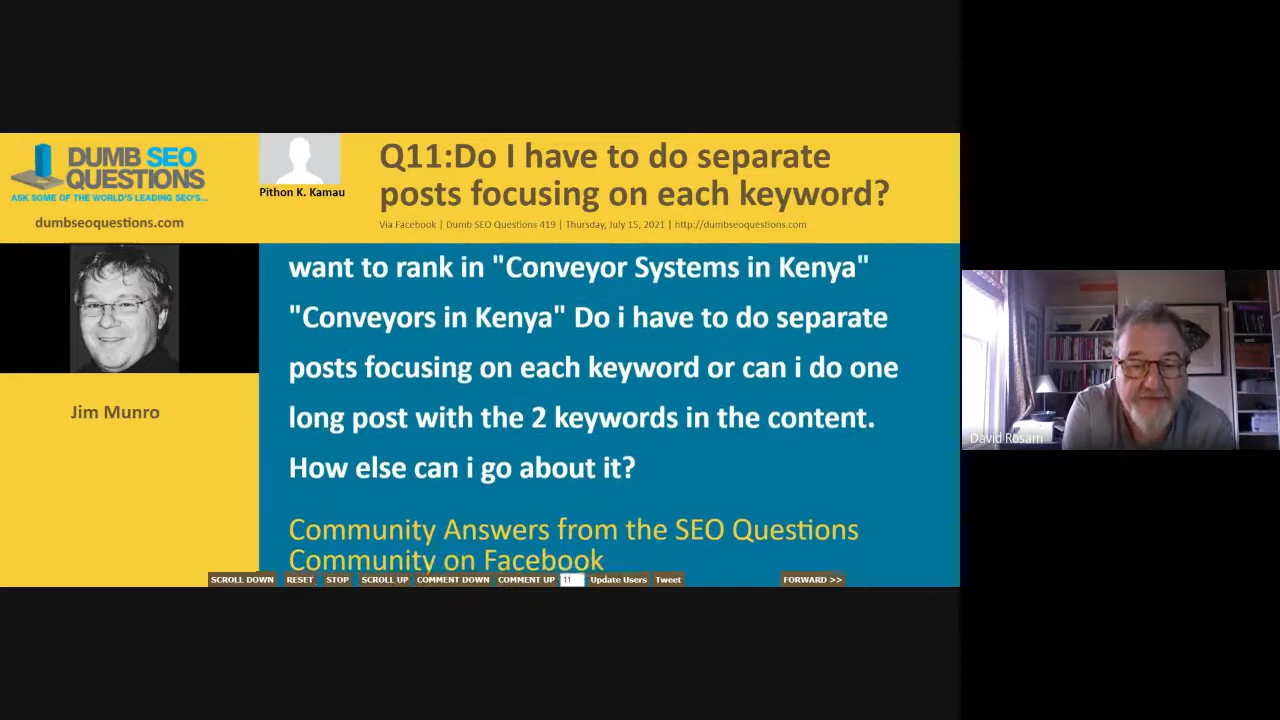 DUMB SEO
QUESTIONS
ASK SOME OF THE WORLD'S LEADING SEO'S...
dumbseoquestions.com
Pithon K. Kamau
Q11:Do I have to do separate
posts focusing on each keyword?
Via Facebook | Dumb SEO Questions 419 | Thursday, July 15, 2021 | http://dumbseoquestions.com
Jim Munro
want to rank in "Conveyor Systems in Kenya"
"Conveyors in Kenya" Do i have to do separate
posts focusing on each keyword or can i do one
long post with the 2 keywords in the content.
How else can i go about it?
Community Answers from the SEO Questions
Community on Facebook
SCROLL DOWN RESET STOP SCROLL UP COMMENT DOWN COMMENT UP 11 Update Users Tweet FORWARD >>
David Rosam